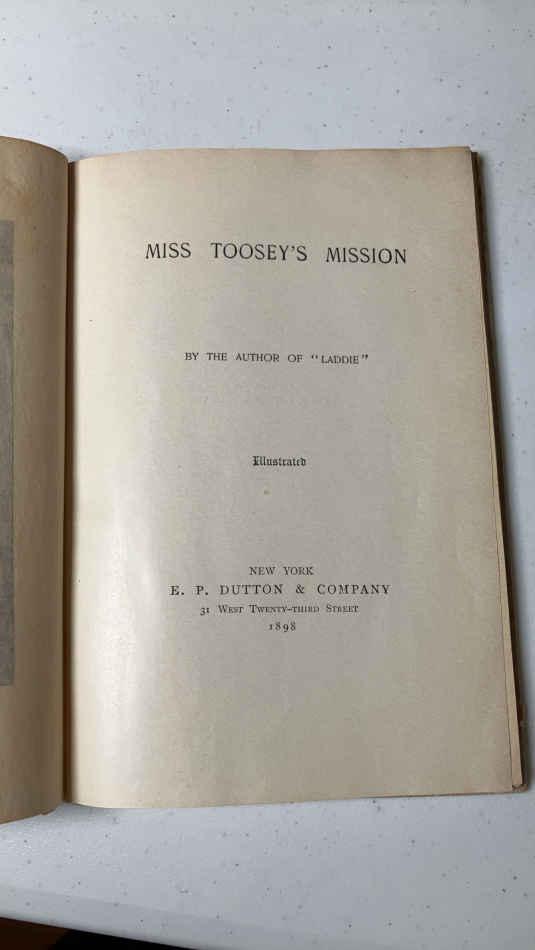 MISS TOOSEY'S MISSION
BY THE AUTHOR OF "LADDIE"
Illustrated
NEW YORK
E. P. DUTTON & COMPANY
31 WEST TWENTY-THIRD STREET
1898